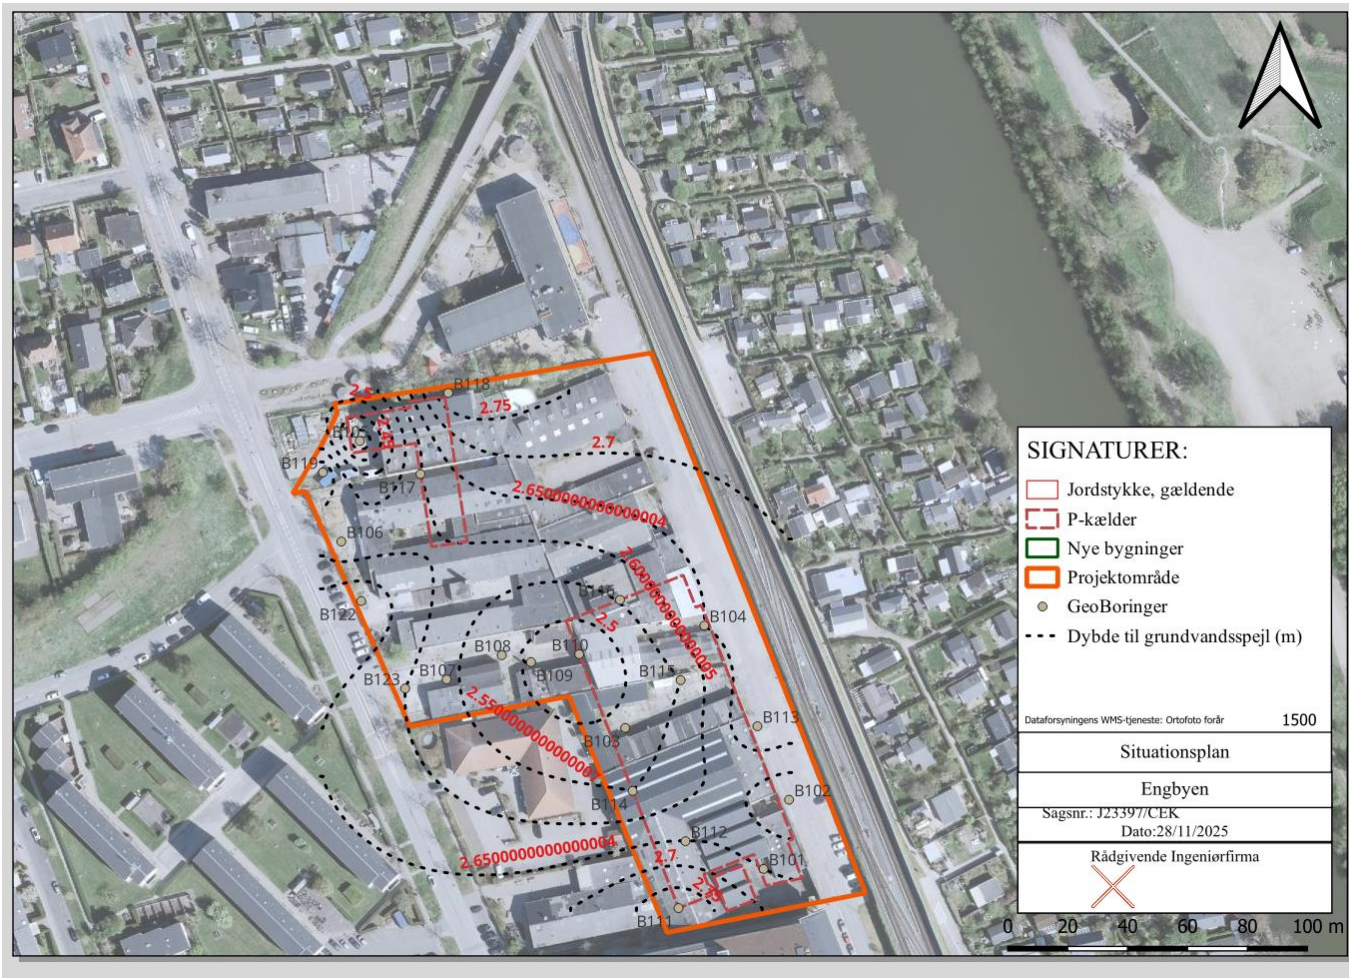 2.5
B118
2.75
2.45
B105
2.7
B119
B117
2.6500000000000004
B106
2.6000000000000005
B116
B122
2.5
B104
B108
B110
B109
B107
B115
B123
2.5500000000000007
B113
B103
B114
B102
B112
2.6500000000000004
2.7
B101
2.75
B111
SIGNATURER:
Jordstykke, gældende
P-kælder
Nye bygninger
Projektområde
GeoBoringer
Dybde til grundvandsspejl (m)
Dataforsyningens WMS-tjeneste: Ortofoto forår 1500
Situationsplan
Engbyen
Sagsnr.: J23397/CEK
Dato:28/11/2025
Rådgivende Ingeniørfirma
0 20 40 60 80 100 m